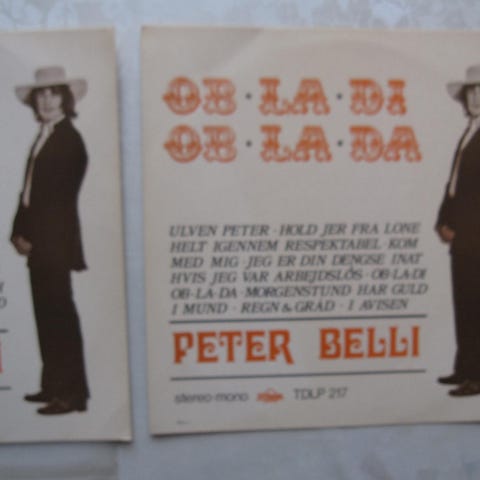 OB·LA·DI
OB·LA·DA
ULVEN PETER · HOLD JER FRA LONE
HELT IGENNEM RESPEKTABEL · KOM
MED MIG · JEG ER DIN DENGSE INAT
HVIS JEG VAR ARBEJDSLØS · OB-LA-DI
OB-LA-DA · MORGENSTUND HAR GULD
I MUND · REGN & GRÅD · I AVISEN
PETER BELLI
stereo-mono TDLP 217